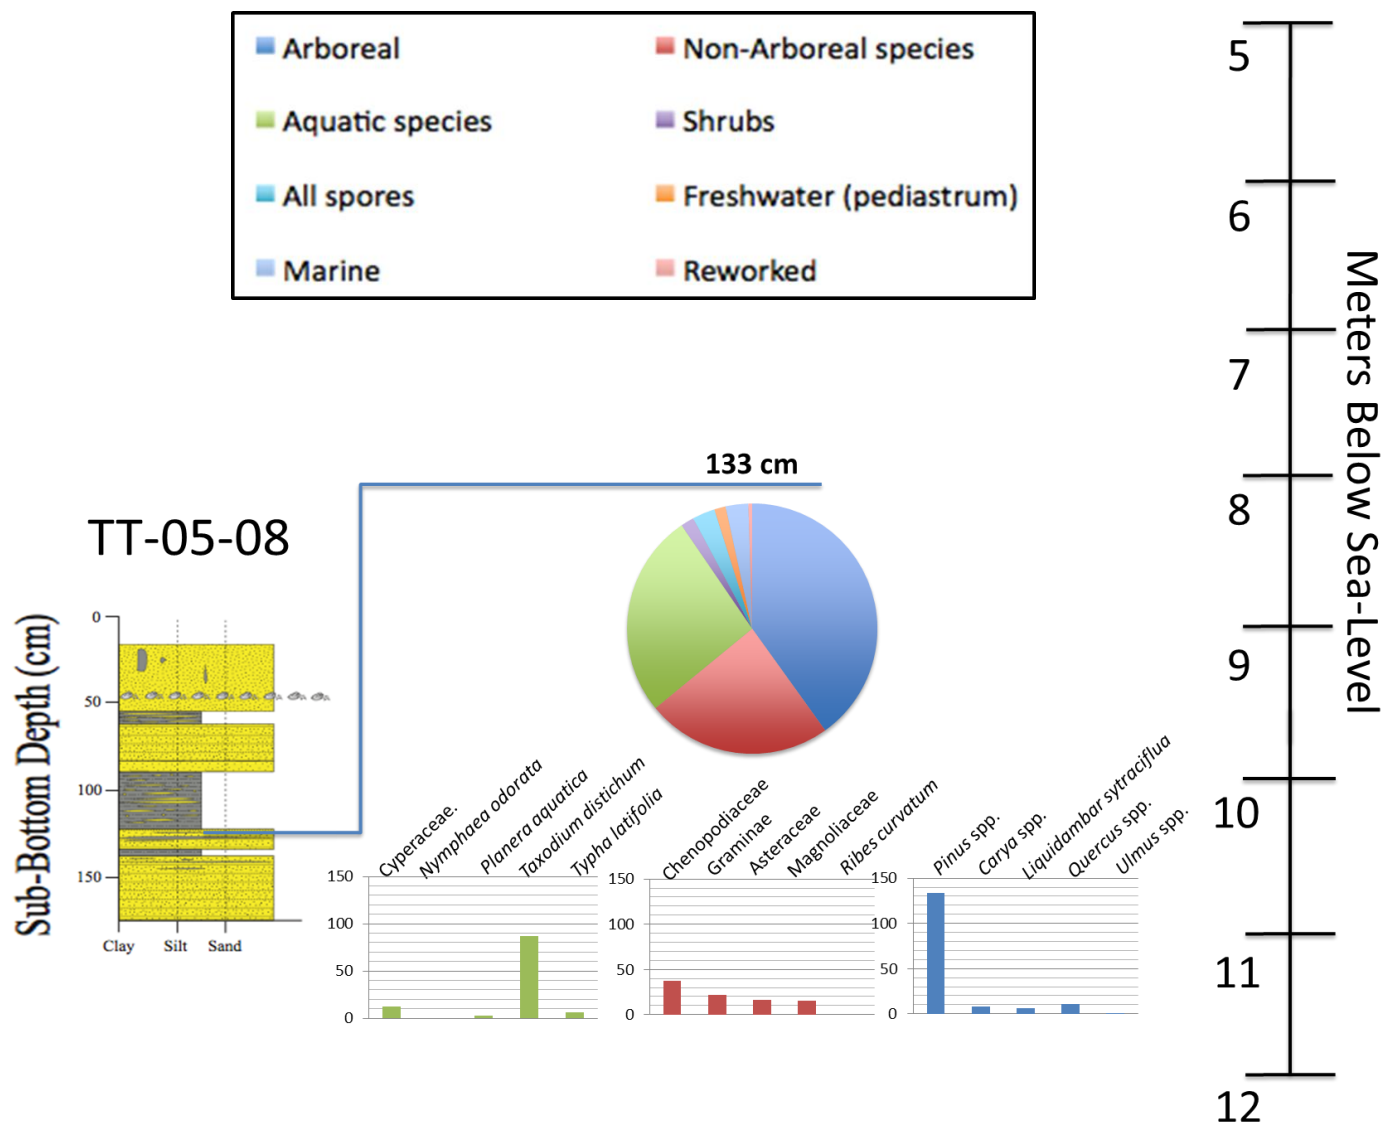 Arboreal
Non-Arboreal species
Aquatic species
Shrubs
All spores
Freshwater (pediastrum)
Marine
Reworked
5
6
7
8
9
10
11
12
Meters Below Sea-Level
133 cm
TT-05-08
Sub-Bottom Depth (cm)
0
50
100
150
Clay
Silt
Sand
Cyperaceae.
Nymphaea odorata
Planera aquatica
Taxodium distichum
Typha latifolia
150
100
50
0
Chenopodiaceae
Graminae
Asteraceae
Magnoliaceae
Ribes curvatum
150
100
50
0
Pinus spp.
Carya spp.
Liquidambar sytraciflua
Quercus spp.
Ulmus spp.
150
100
50
0